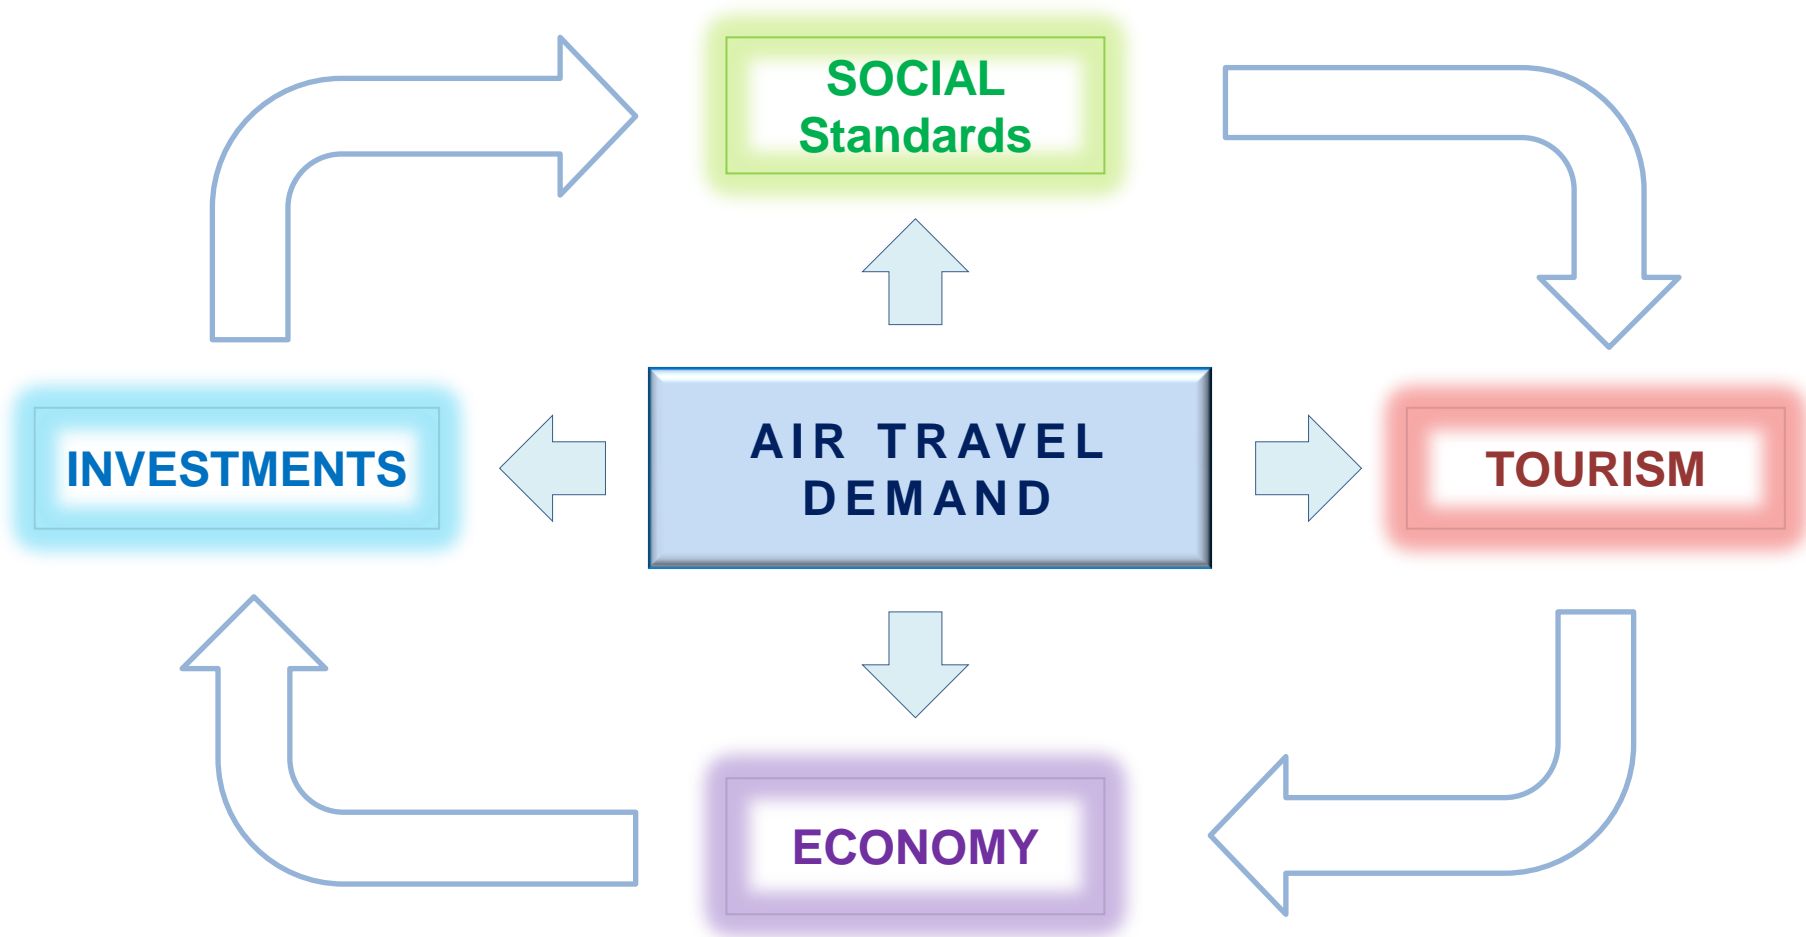 SOCIAL
Standards
INVESTMENTS
AIR TRAVEL
DEMAND
TOURISM
ECONOMY